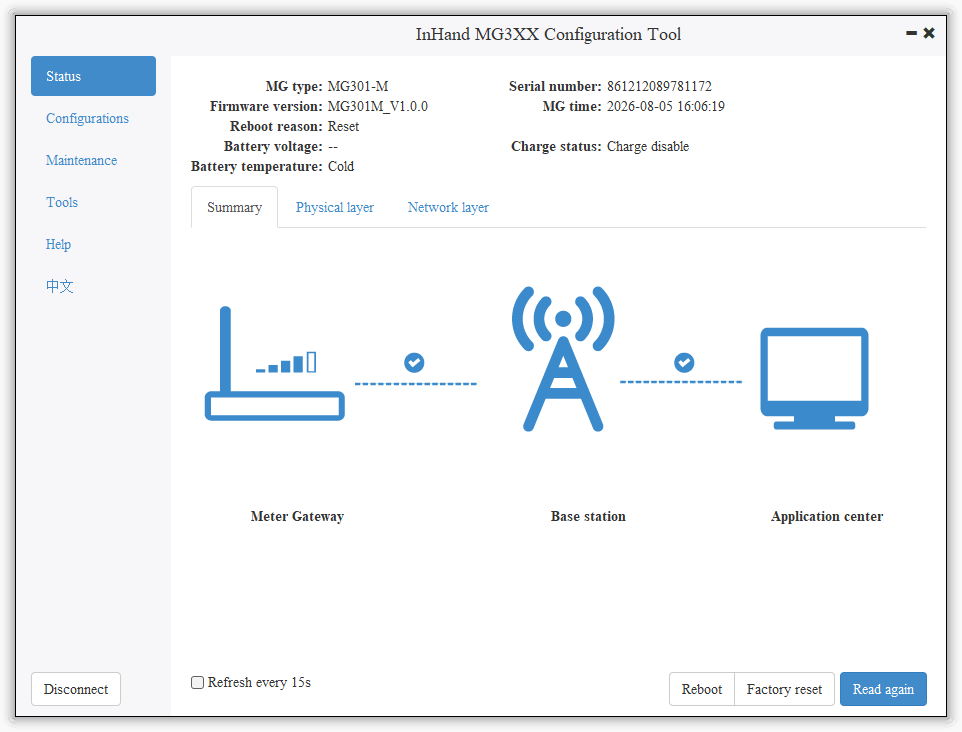 InHand MG3XX Configuration Tool
Status
Configurations
Maintenance
Tools
Help
中文
Disconnect
MG type: MG301-M
Serial number: 861212089781172
Firmware version: MG301M_V1.0.0
MG time: 2026-08-05 16:06:19
Reboot reason: Reset
Battery voltage: --
Charge status: Charge disable
Battery temperature: Cold
Summary
Physical layer
Network layer
Meter Gateway
Base station
Application center
Refresh every 15s
Reboot
Factory reset
Read again